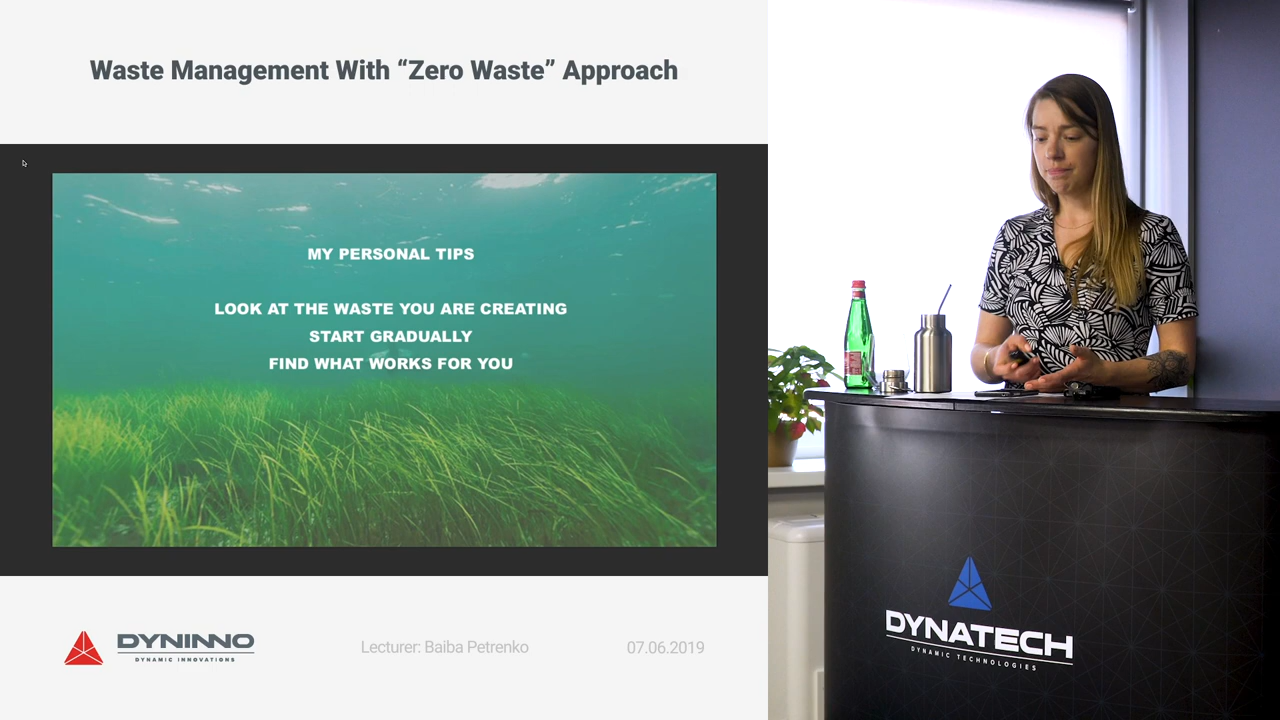 Waste Management With “Zero Waste” Approach
MY PERSONAL TIPS
LOOK AT THE WASTE YOU ARE CREATING
START GRADUALLY
FIND WHAT WORKS FOR YOU
DYNINNO
DYNAMIC INNOVATIONS
Lecturer: Baiba Petrenko
07.06.2019
DYNATECH
DYNAMIC TECHNOLOGIES